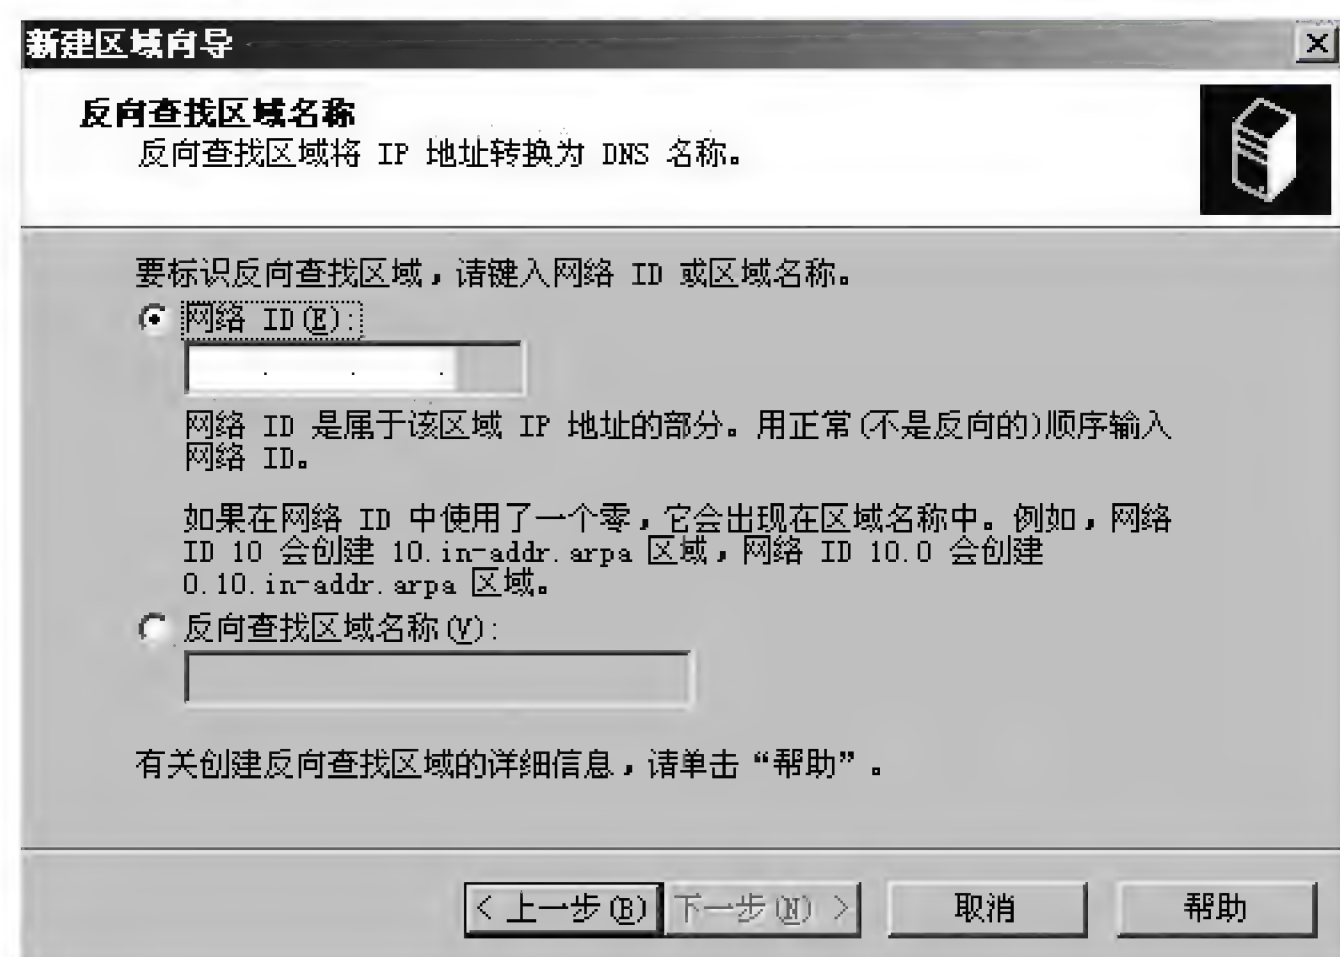 新建区域向导
反向查找区域名称
反向查找区域将 IP 地址转换为 DNS 名称。
要标识反向查找区域，请键入网络 ID 或区域名称。
网络 ID(E):
. . .
网络 ID 是属于该区域 IP 地址的部分。用正常(不是反向的)顺序输入
网络 ID。
如果在网络 ID 中使用了一个零，它会出现在区域名称中。例如，网络
ID 10 会创建 10.in-addr.arpa 区域，网络 ID 10.0 会创建
0.10.in-addr.arpa 区域。
反向查找区域名称(V):
有关创建反向查找区域的详细信息，请单击“帮助”。
< 上一步(B) 下一步(N) > 取消 帮助